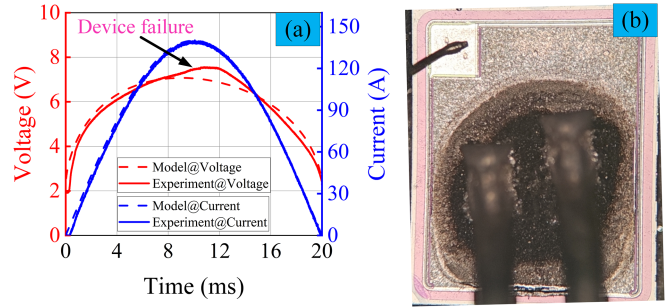 (a)
Device failure
Voltage (V)
10
8
6
4
2
0
Model@Voltage
Experiment@Voltage
Model@Current
Experiment@Current
150
120
90
60
30
0
Current (A)
0
4
8
12
16
20
Time (ms)
(b)